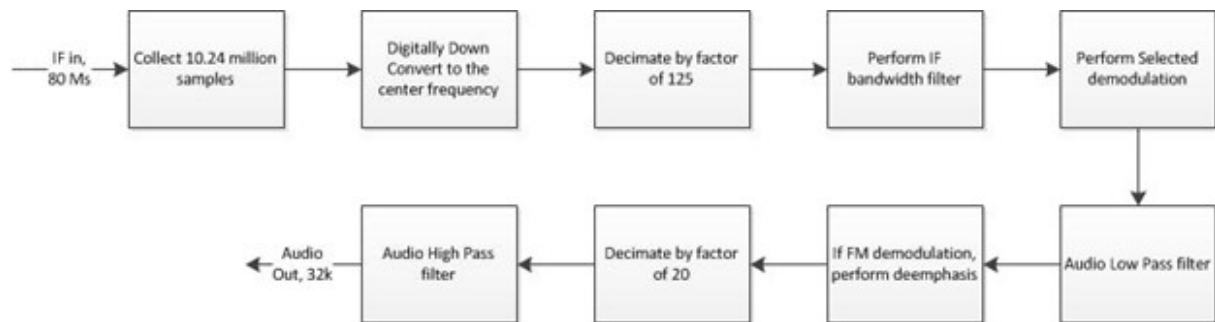 IF in,
80 Ms
Collect 10.24 million
samples
Digitally Down
Convert to the
center frequency
Decimate by factor
of 125
Perform IF
bandwidth filter
Perform Selected
demodulation
Audio Low Pass filter
If FM demodulation,
perform deemphasis
Decimate by factor
of 20
Audio High Pass
filter
Audio
Out, 32k